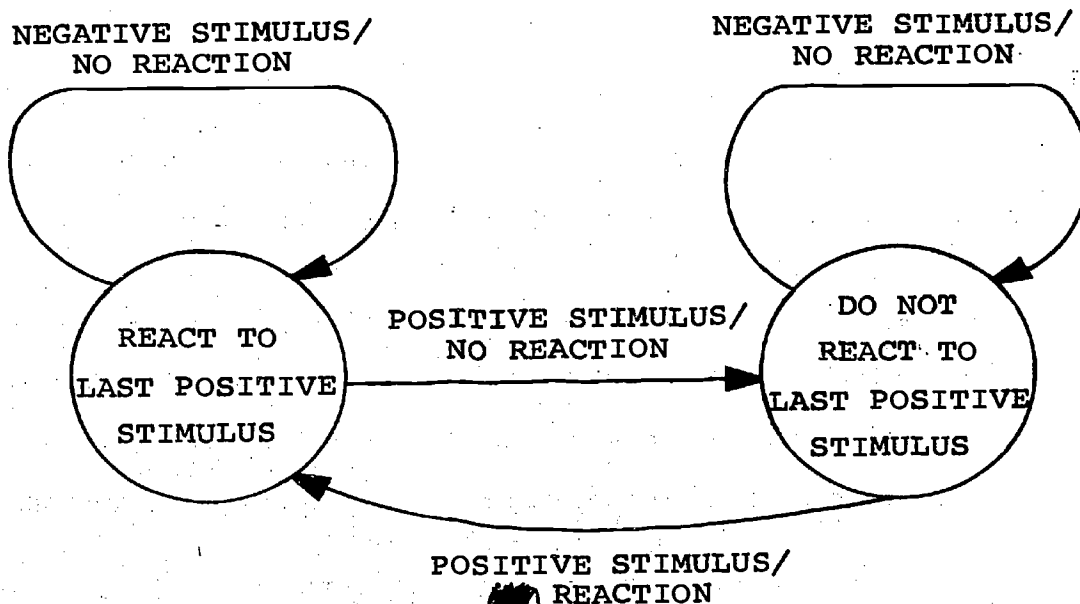 NEGATIVE STIMULUS/
NO REACTION
NEGATIVE STIMULUS/
NO REACTION
REACT TO
LAST POSITIVE
STIMULUS
POSITIVE STIMULUS/
NO REACTION
DO NOT
REACT TO
LAST POSITIVE
STIMULUS
POSITIVE STIMULUS/
REACTION